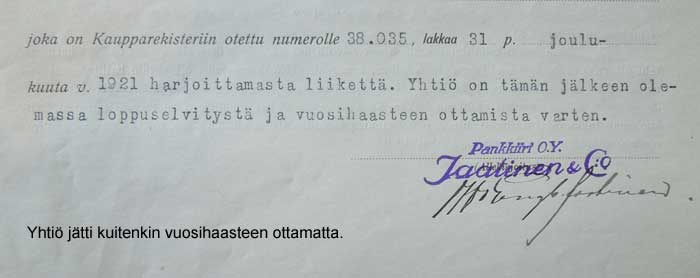 joka on Kaupparekisteriin otettu numerolle 38.035, lakkaa 31 p. joulu-
kuuta v. 1921 harjoittamasta liikettä. Yhtiö on tämän jälkeen ole-
massa loppuselvitystä ja vuosihaasteen ottamista varten.
Pankkiiri O.Y.
Jaatinen & Co
Yhtiö jätti kuitenkin vuosihaasteen ottamatta.